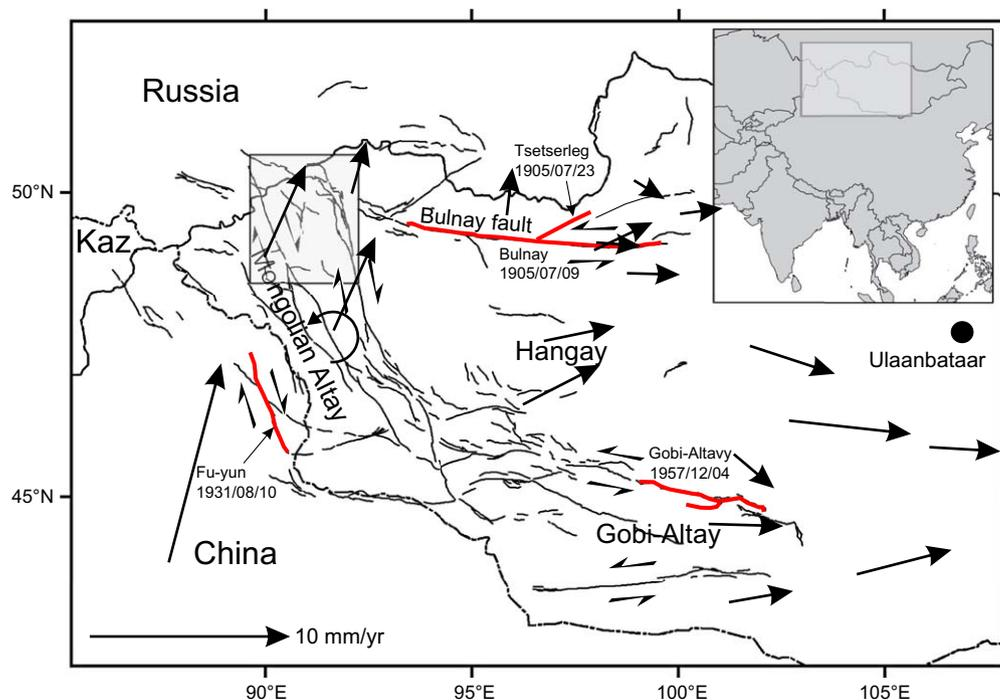 Russia
Tsetserleg
1905/07/23
50°N
Bulnay fault
Kaz
Bulnay
1905/07/09
Mongolian Altay
Hangay
Ulaanbataar
Gobi-Altavy
1957/12/04
Fu-yun
1931/08/10
45°N
Gobi-Altay
China
10 mm/yr
90°E
95°E
100°E
105°E